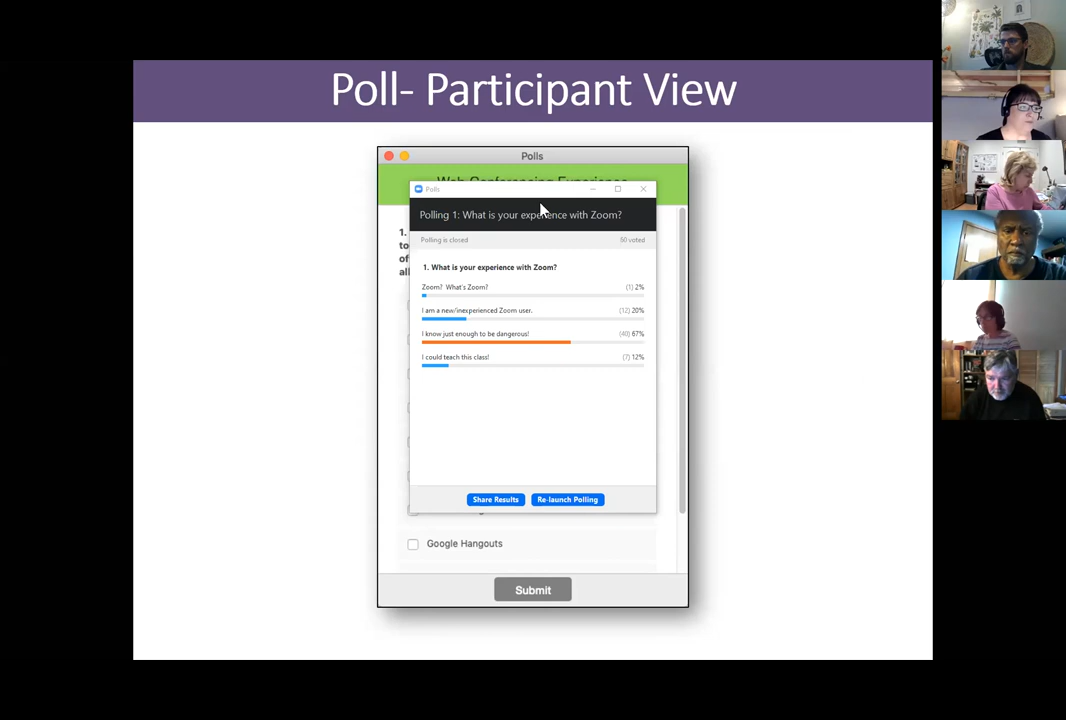 Poll- Participant View
Polls
Polls
Polling 1: What is your experience with Zoom?
Polling is closed 60 voted
1. What is your experience with Zoom?
Zoom? What's Zoom? (1) 2%
I am a new/inexperienced Zoom user. (12) 20%
I know just enough to be dangerous! (40) 67%
I could teach this class! (7) 12%
Share Results Re-launch Polling
Google Hangouts
Submit